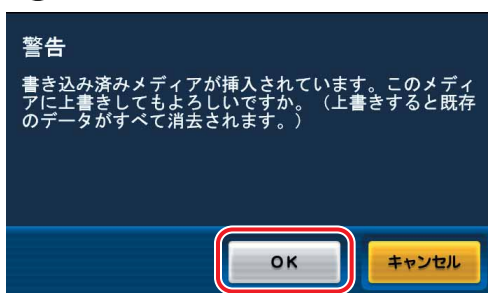 警告
書き込み済みメディアが挿入されています。このメディ
アに上書きしてもよろしいですか。（上書きすると既存
のデータがすべて消去されます。）
OK
キャンセル